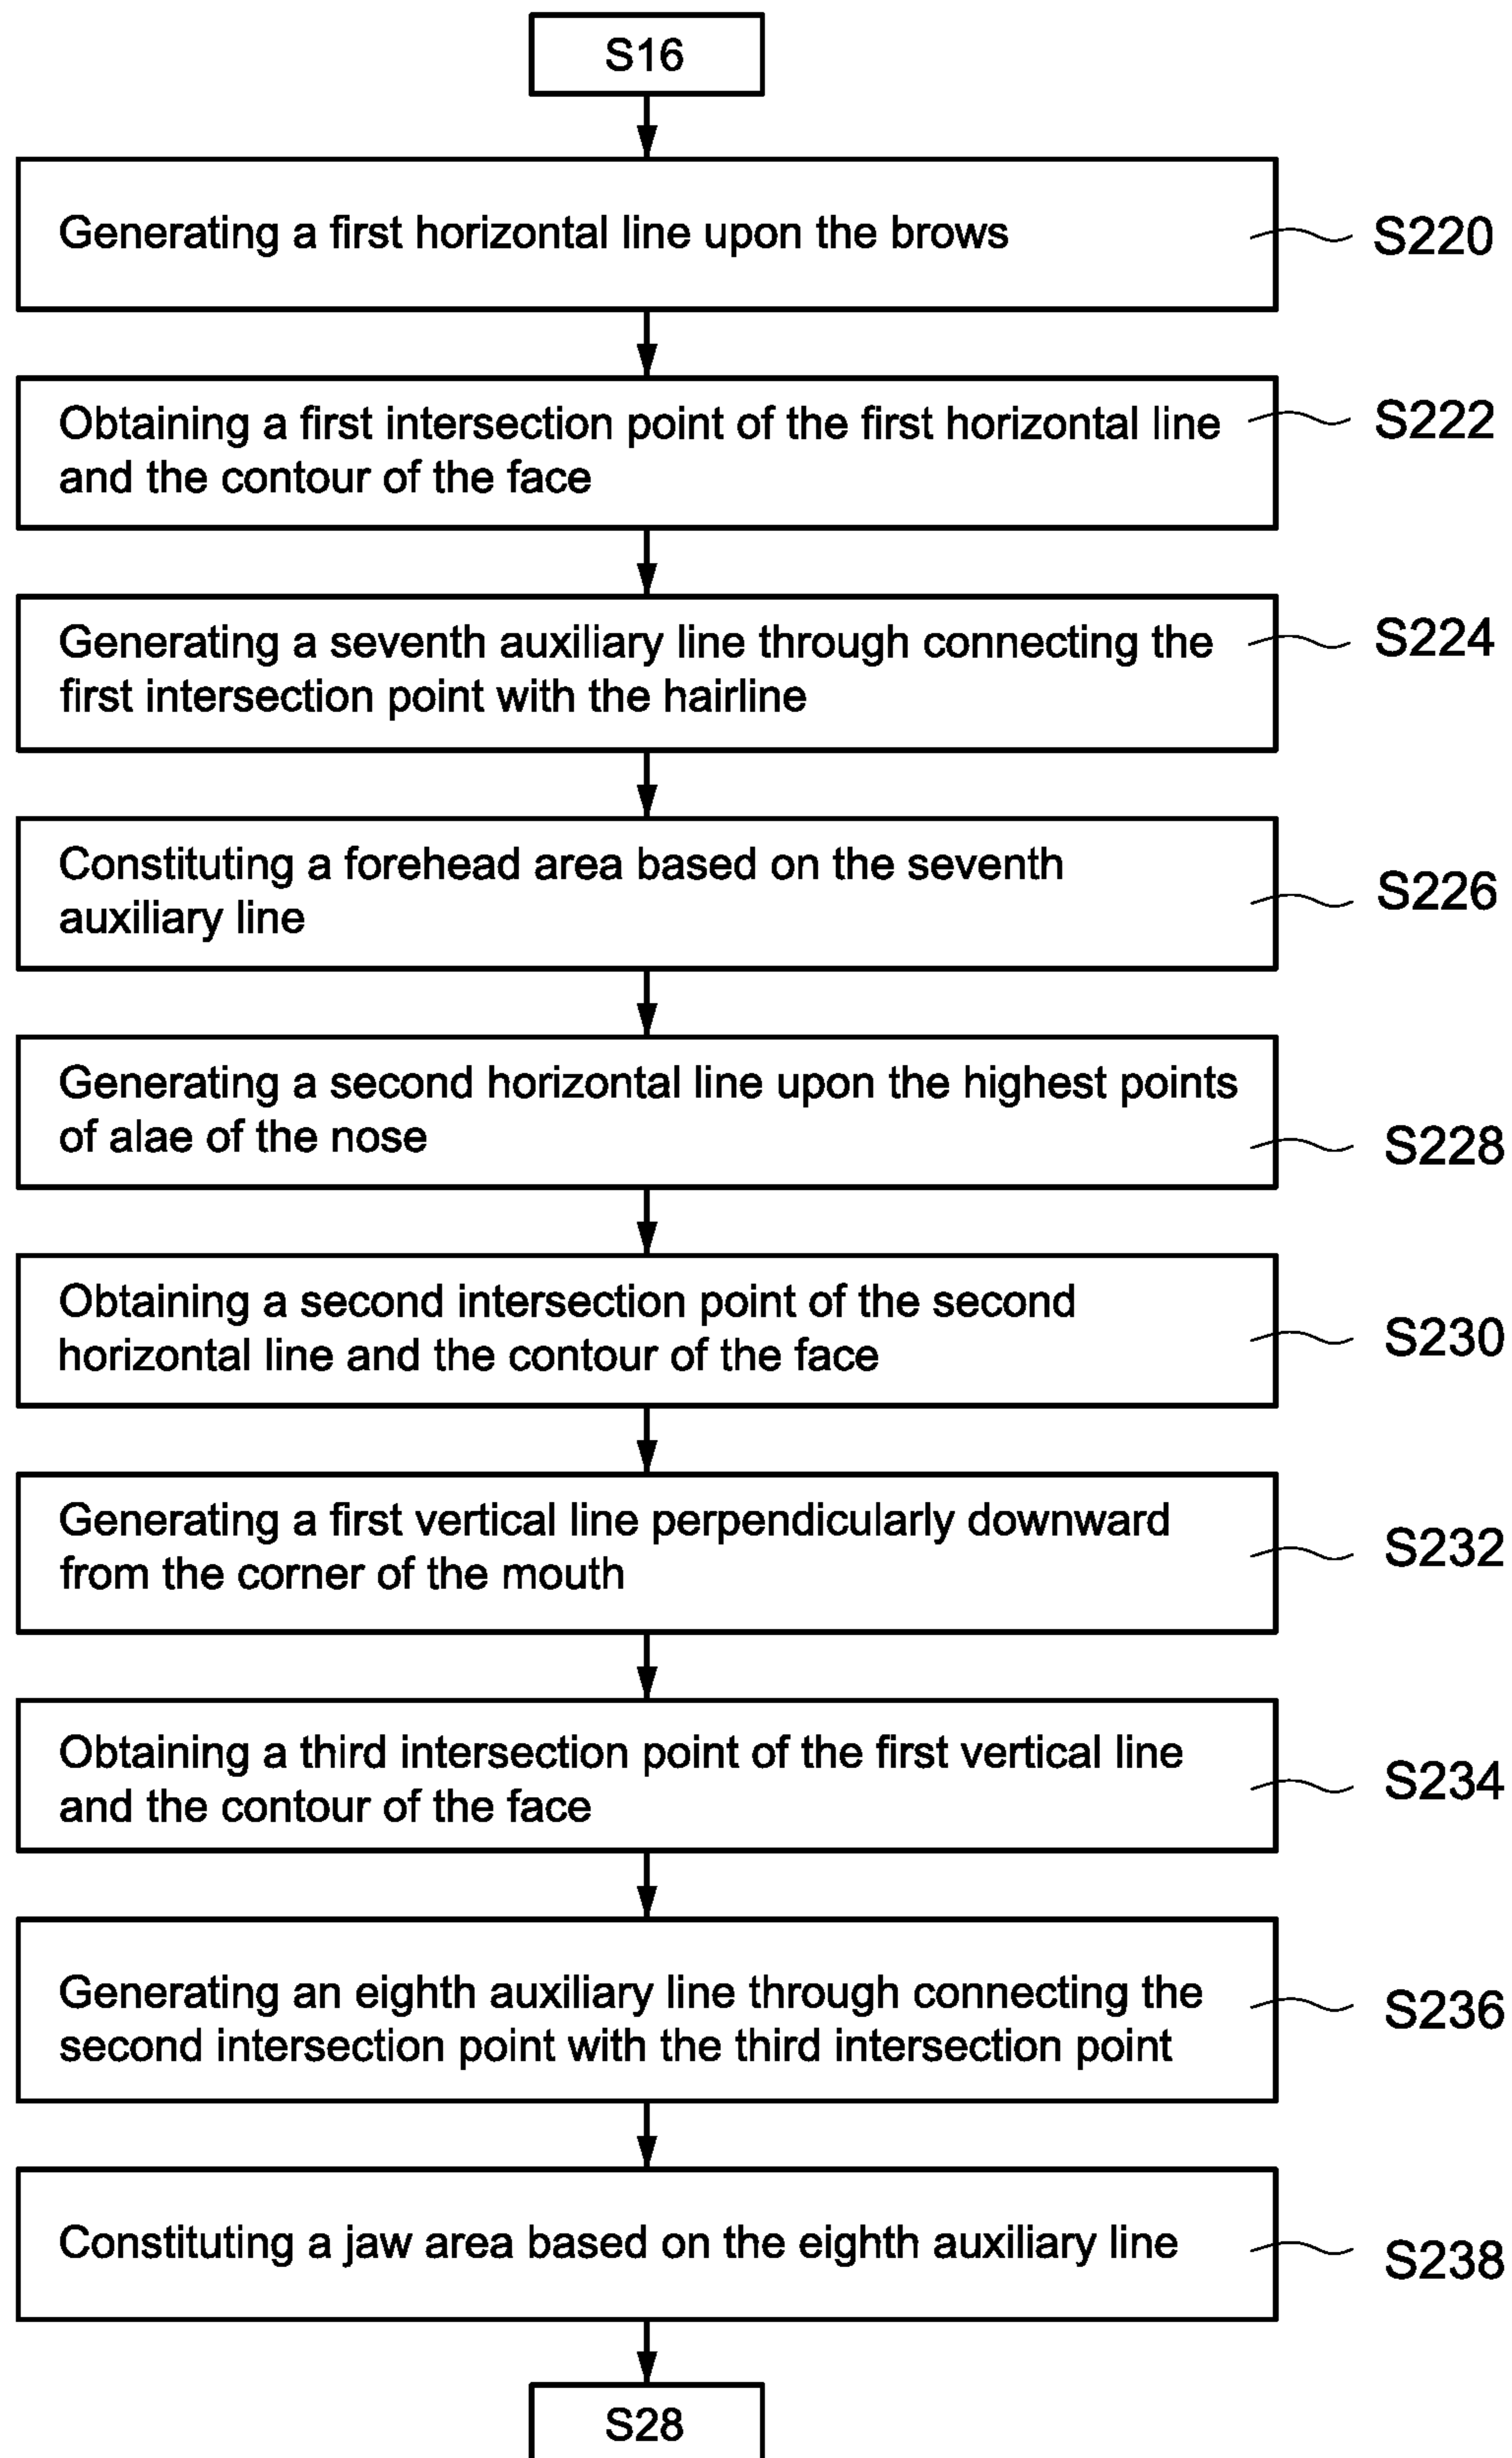 S16
Generating a first horizontal line upon the brows
S220
Obtaining a first intersection point of the first horizontal line
and the contour of the face
S222
Generating a seventh auxiliary line through connecting the
first intersection point with the hairline
S224
Constituting a forehead area based on the seventh
auxiliary line
S226
Generating a second horizontal line upon the highest points
of alae of the nose
S228
Obtaining a second intersection point of the second
horizontal line and the contour of the face
S230
Generating a first vertical line perpendicularly downward
from the corner of the mouth
S232
Obtaining a third intersection point of the first vertical line
and the contour of the face
S234
Generating an eighth auxiliary line through connecting the
second intersection point with the third intersection point
S236
Constituting a jaw area based on the eighth auxiliary line
S238
S28